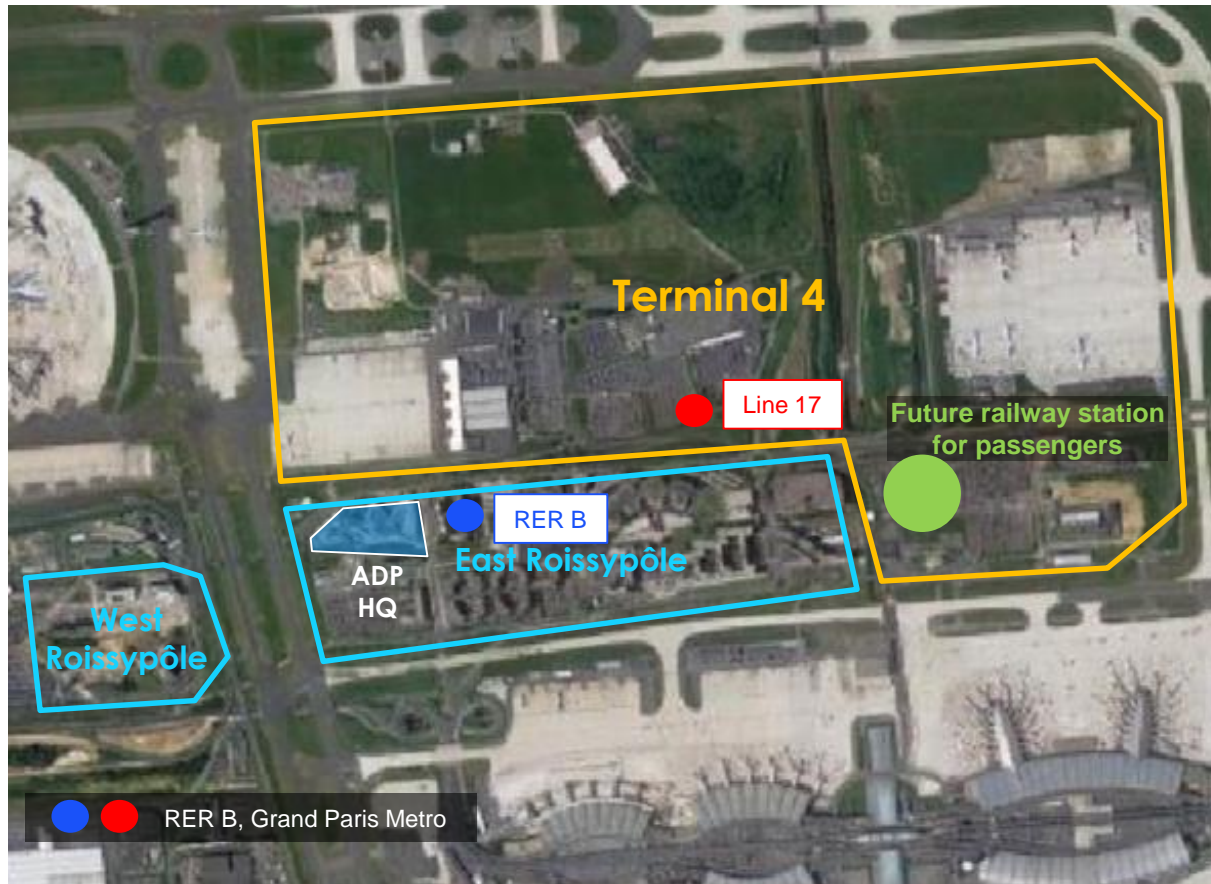 Terminal 4
Line 17
Future railway station
for passengers
RER B
East Roissypôle
ADP
HQ
West
Roissypôle
RER B, Grand Paris Metro